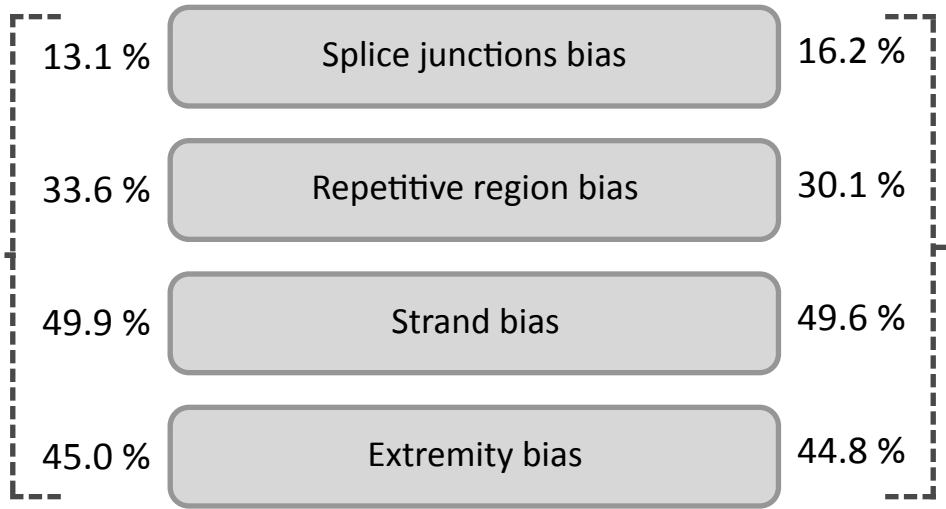 13.1 % Splice junctions bias 16.2 %
33.6 % Repetitive region bias 30.1 %
49.9 % Strand bias 49.6 %
45.0 % Extremity bias 44.8 %